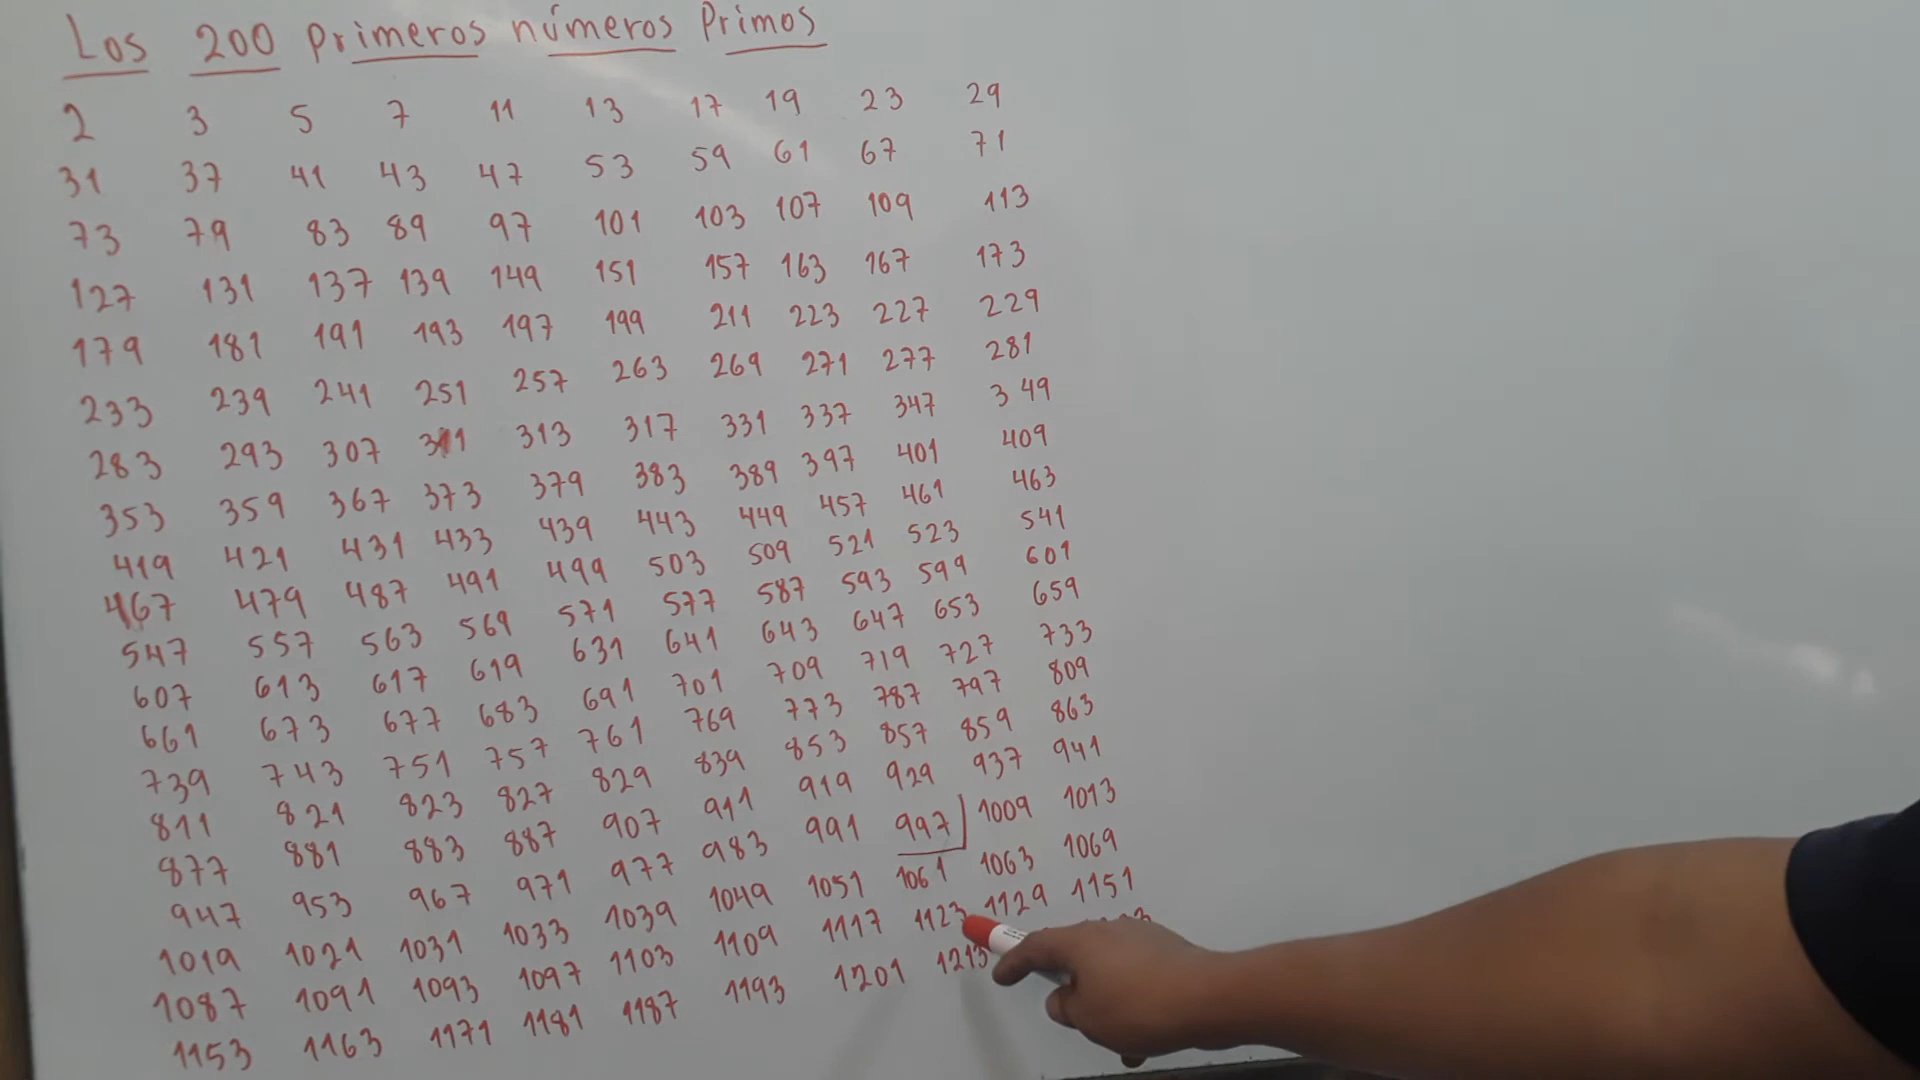 Los 200 primeros números Primos
2 3 5 7 11 13 17 19 23 29
31 37 41 43 47 53 59 61 67 71
73 79 83 89 97 101 103 107 109 113
127 131 137 139 149 151 157 163 167 173
179 181 191 193 197 199 211 223 227 229
233 239 241 251 257 263 269 271 277 281
283 293 307 311 313 317 331 337 347 349
353 359 367 373 379 383 389 397 401 409
419 421 431 433 439 443 449 457 461 463
467 479 487 491 499 503 509 521 523 541
547 557 563 569 571 577 587 593 599 601
607 613 617 619 631 641 643 647 653 659
661 673 677 683 691 701 709 719 727 733
739 743 751 757 761 769 773 787 797 809
811 821 823 827 829 839 853 857 859 863
877 881 883 887 907 911 919 929 937 941
947 953 967 971 977 983 991 997 1009 1013
1019 1021 1031 1033 1039 1049 1051 1061 1063 1069
1087 1091 1093 1097 1103 1109 1117 1123 1129 1151
1153 1163 1171 1181 1187 1193 1201 1213